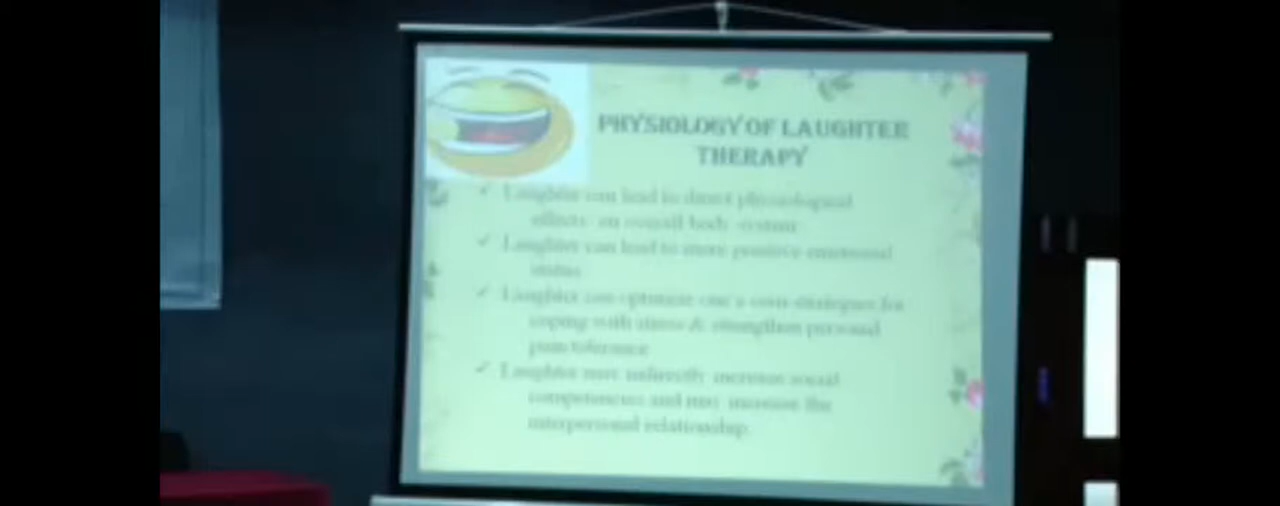 PHYSIOLOGY OF LAUGHTER
THERAPY
✓ Laughter can lead to direct physiological
effects on overall body system
✓ Laughter can lead to more positive emotional
status
✓ Laughter can optimize one's own strategies for
coping with stress & strengthen personal
pain tolerance
✓ Laughter may indirectly increase social
competencies and may increase the
interpersonal relationship.